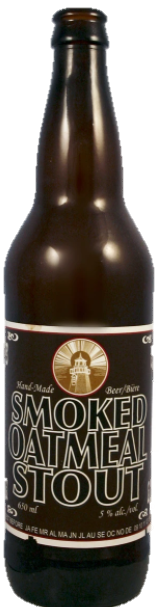 Hand-Made Beer/Bière
SMOKED
OATMEAL
STOUT
650 ml 5 % alc./vol.
JA FE MR AL MA JN JL AU SE OC NO DE